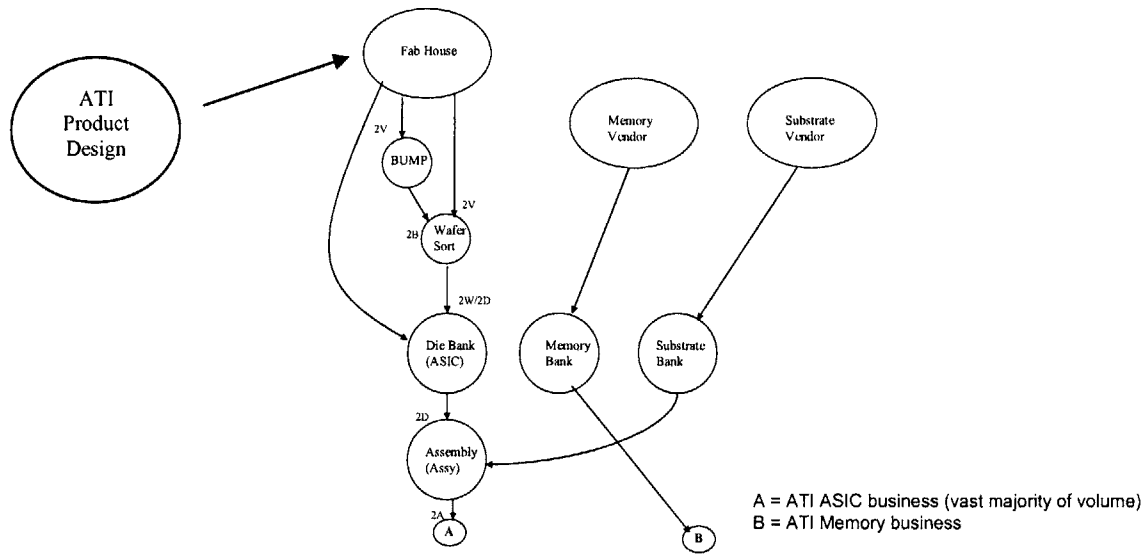 ATI
Product
Design
Fab House
Memory
Vendor
Substrate
Vendor
2V
BUMP
2V
2B
Wafer
Sort
2W/2D
Die Bank
(ASIC)
Memory
Bank
Substrate
Bank
2D
Assembly
(Assy)
2A
A
B
A = ATI ASIC business (vast majority of volume)
B = ATI Memory business